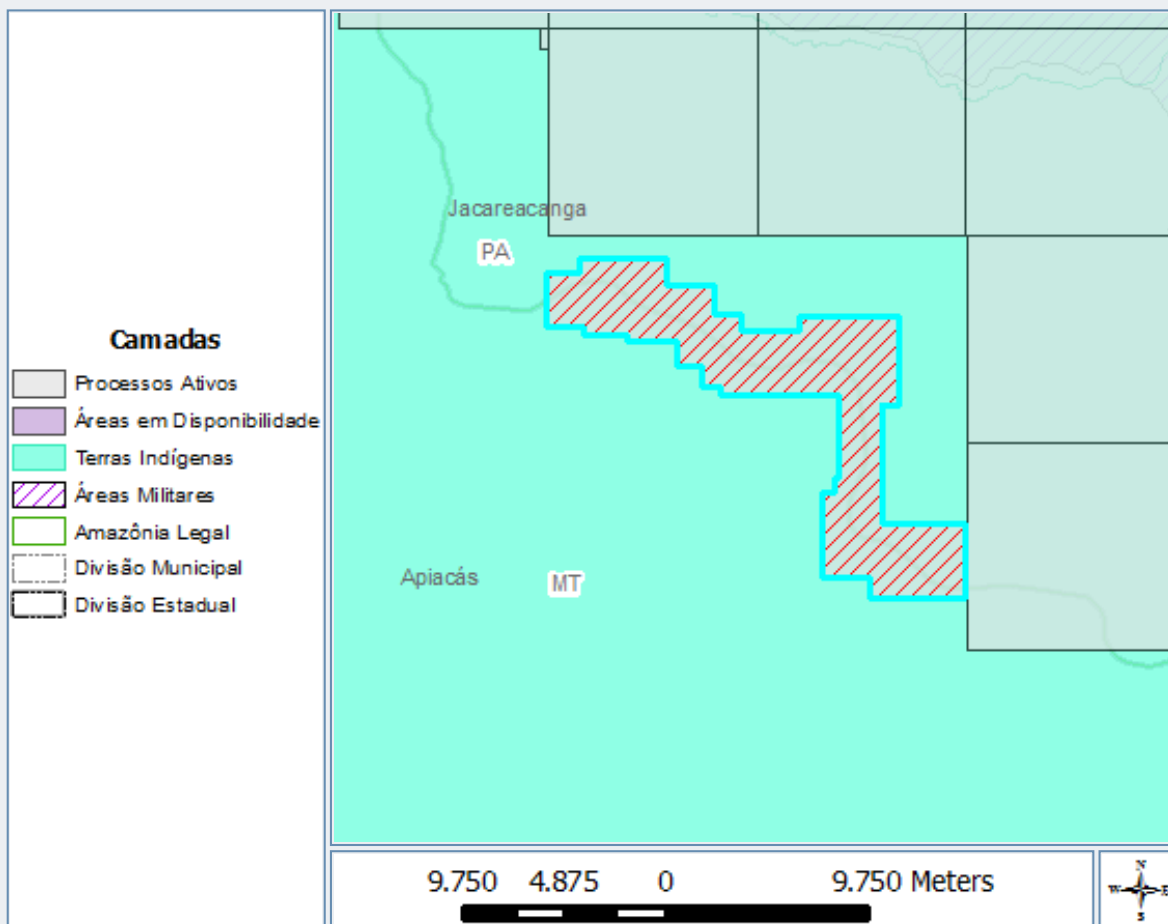 Camadas
Processos Ativos
Áreas em Disponibilidade
Terras Indígenas
Áreas Militares
Amazônia Legal
Divisão Municipal
Divisão Estadual
Jacareacanga
PA
Apiacás
MT
9.750 4.875 0 9.750 Meters
N
W E
S